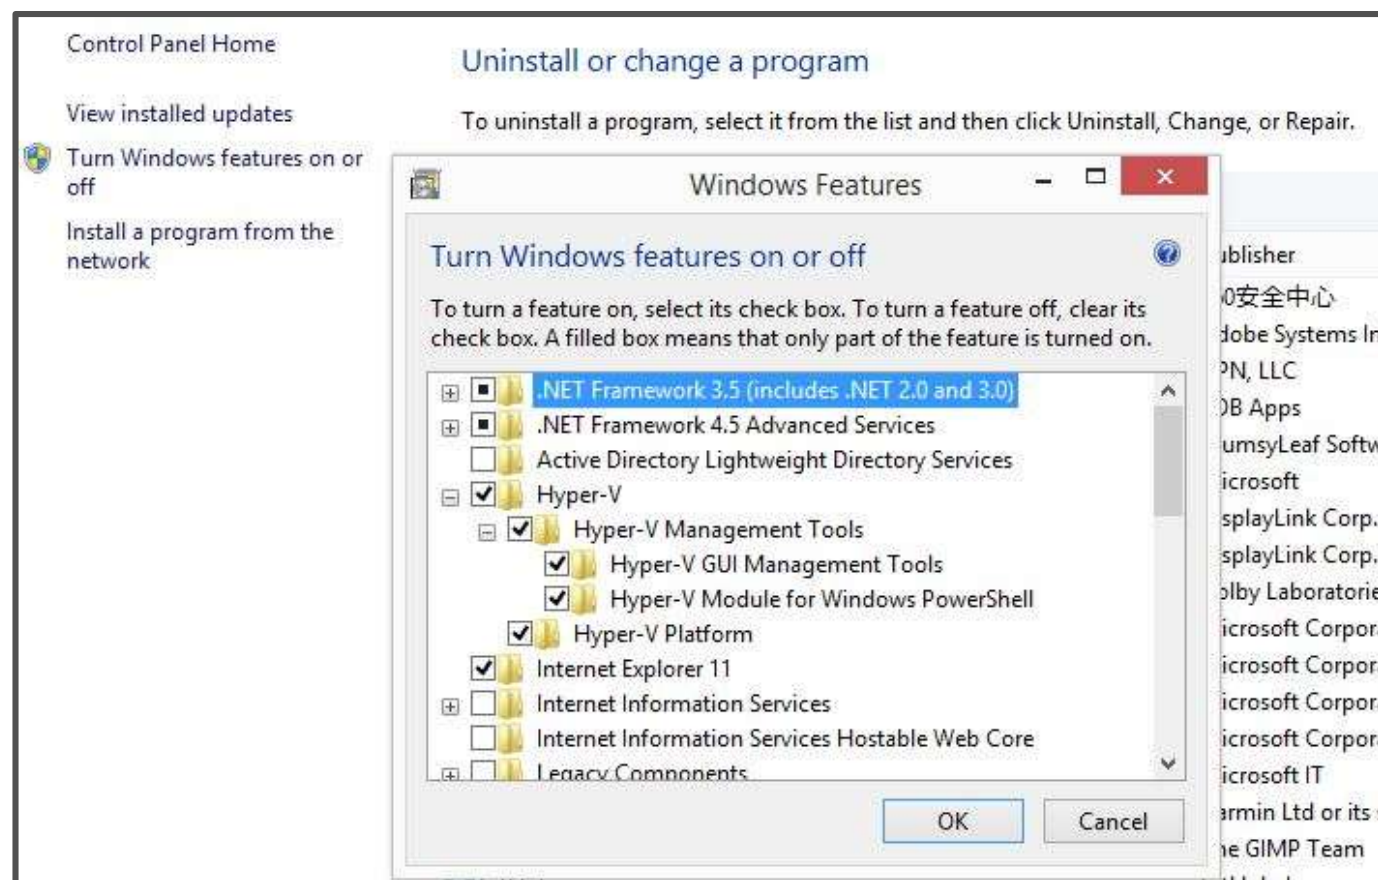 Control Panel Home
View installed updates
Turn Windows features on or
off
Install a program from the
network
Uninstall or change a program
To uninstall a program, select it from the list and then click Uninstall, Change, or Repair.
Windows Features
Turn Windows features on or off
To turn a feature on, select its check box. To turn a feature off, clear its
check box. A filled box means that only part of the feature is turned on.
.NET Framework 3.5 (includes .NET 2.0 and 3.0)
.NET Framework 4.5 Advanced Services
Active Directory Lightweight Directory Services
Hyper-V
Hyper-V Management Tools
Hyper-V GUI Management Tools
Hyper-V Module for Windows PowerShell
Hyper-V Platform
Internet Explorer 11
Internet Information Services
Internet Information Services Hostable Web Core
Legacy Components
OK
Cancel
ublisher
0安全中心
dobe Systems In
PN, LLC
OB Apps
umsyLeaf Softw
icrosoft
splayLink Corp.
splayLink Corp.
olby Laboratorie
icrosoft Corpor
icrosoft Corpor
icrosoft Corpor
icrosoft Corpor
icrosoft IT
armin Ltd or its
he GIMP Team